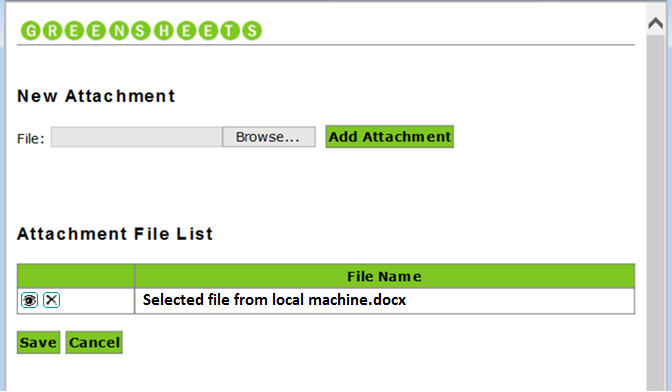 GREENSHEETS
New Attachment
File: Browse... Add Attachment
Attachment File List
File Name
Selected file from local machine.docx
Save Cancel